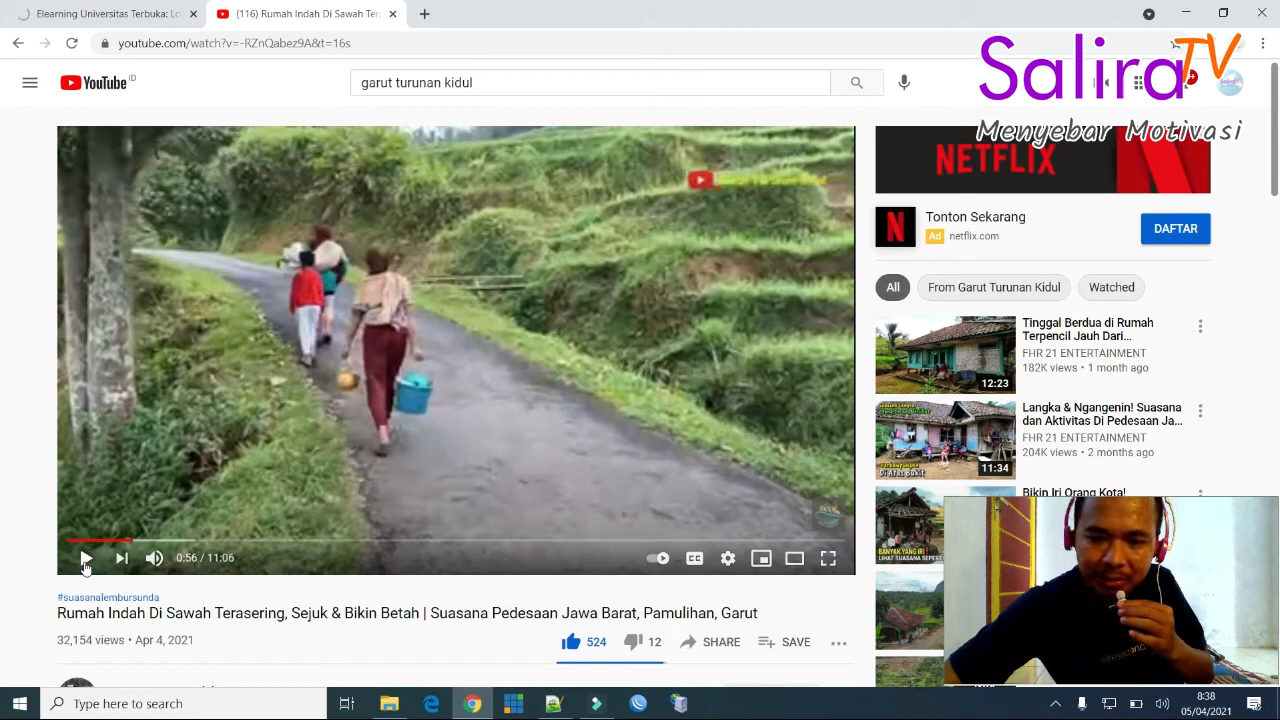 Elearning Universitas Terbuka: Lo
(116) Rumah Indah Di Sawah Ter
youtube.com/watch?v=-RZnQabez9A&t=16s
YouTube ID
garut turunan kidul
Salira TV
Menyebar Motivasi
NETFLIX
Tonton Sekarang
Ad netflix.com
DAFTAR
All
From Garut Turunan Kidul
Watched
Tinggal Berdua di Rumah
Terpencil Jauh Dari...
FHR 21 ENTERTAINMENT
182K views • 1 month ago
12:23
Langka & Ngangenin! Suasana
dan Aktivitas Di Pedesaan Ja...
FHR 21 ENTERTAINMENT
204K views • 2 months ago
11:34
Bikin Iri Orang Kota!
BANYAK YANG IRI
0:56 / 11:06
#suasanalembursunda
Rumah Indah Di Sawah Terasering, Sejuk & Bikin Betah | Suasana Pedesaan Jawa Barat, Pamulihan, Garut
32,154 views • Apr 4, 2021
524
12
SHARE
SAVE
Type here to search
8:38
05/04/2021